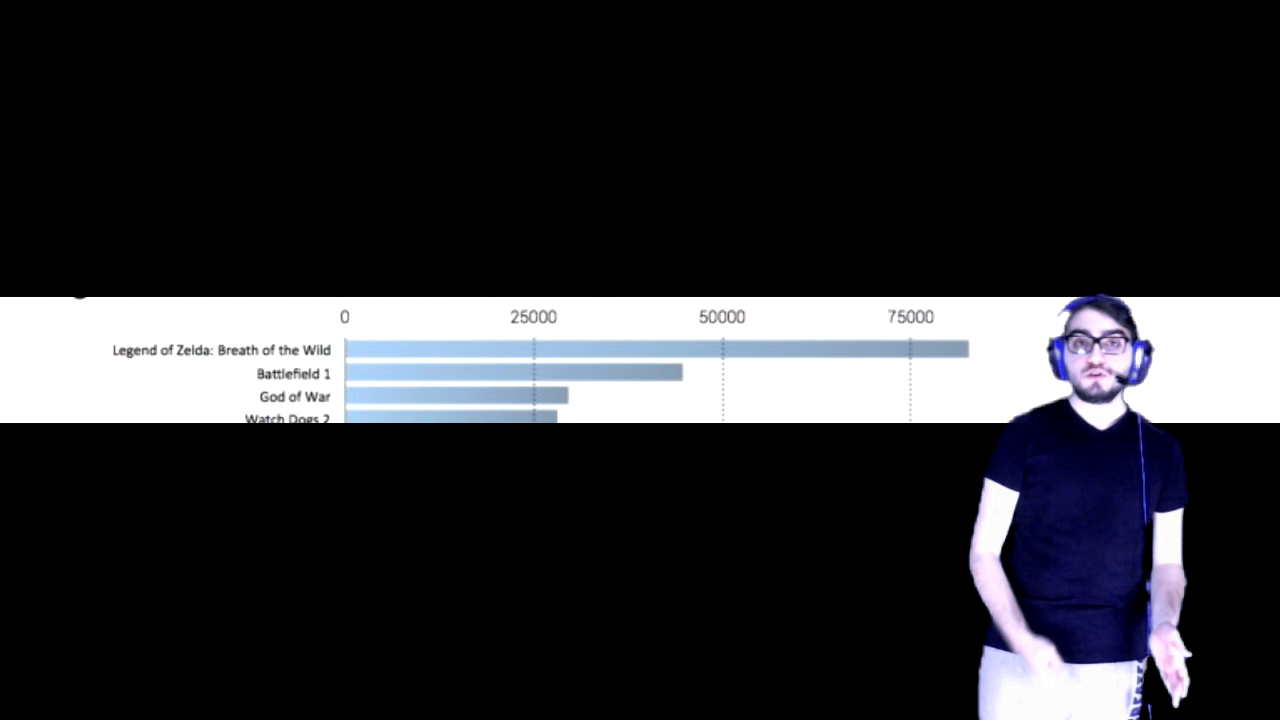 0 25000 50000 75000
Legend of Zelda: Breath of the Wild
Battlefield 1
God of War
Watch Dogs 2